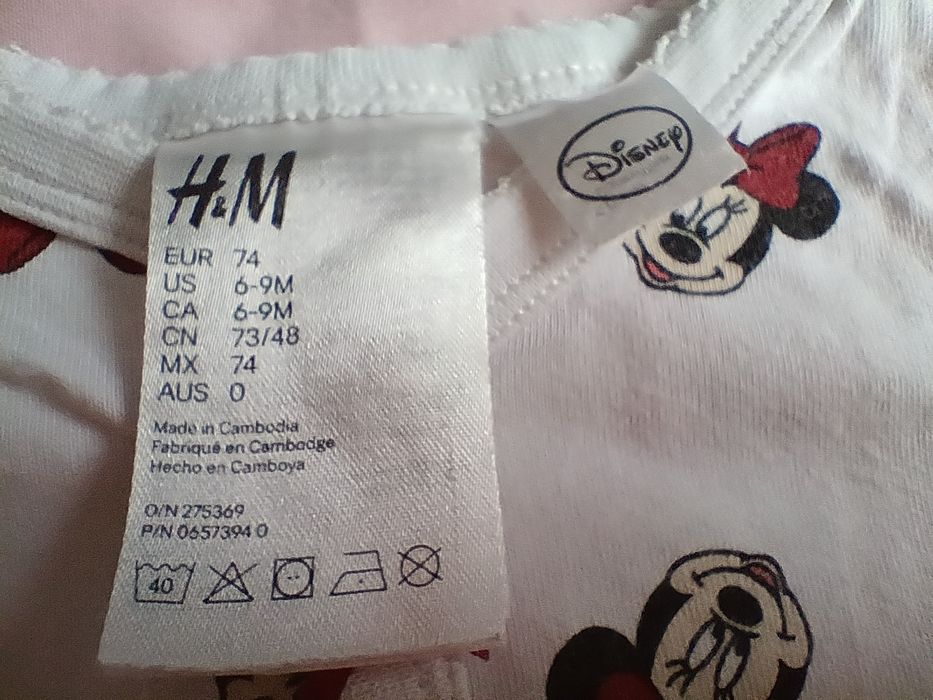 H&M
EUR 74
US 6-9M
CA 6-9M
CN 73/48
MX 74
AUS 0
Made in Cambodia
Fabriqué en Cambodge
Hecho en Camboya
O/N 275369
P/N 0657394 0
40
Disney